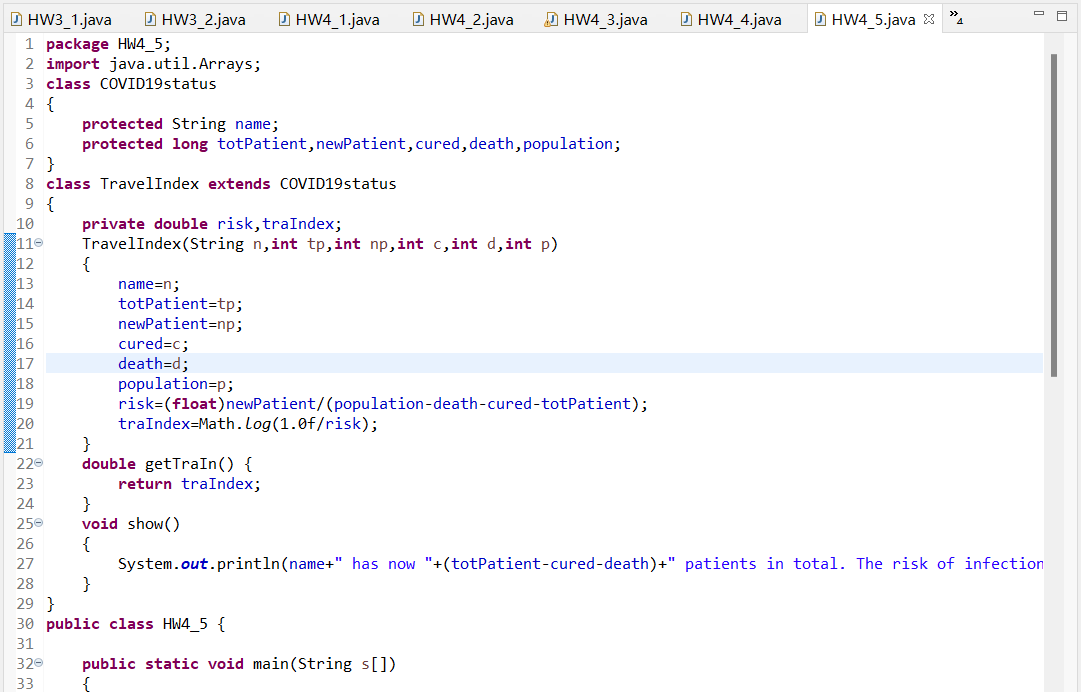 HW3_1.java HW3_2.java HW4_1.java HW4_2.java HW4_3.java HW4_4.java HW4_5.java »4
1 package HW4_5;
2 import java.util.Arrays;
3 class COVID19status
4 {
5     protected String name;
6     protected long totPatient,newPatient,cured,death,population;
7 }
8 class TravelIndex extends COVID19status
9 {
10     private double risk,traIndex;
11     TravelIndex(String n,int tp,int np,int c,int d,int p)
12     {
13         name=n;
14         totPatient=tp;
15         newPatient=np;
16         cured=c;
17         death=d;
18         population=p;
19         risk=(float)newPatient/(population-death-cured-totPatient);
20         traIndex=Math.log(1.0f/risk);
21     }
22     double getTraIn() {
23         return traIndex;
24     }
25     void show()
26     {
27         System.out.println(name+" has now "+(totPatient-cured-death)+" patients in total. The risk of infection
28     }
29 }
30 public class HW4_5 {
31
32     public static void main(String s[])
33     {